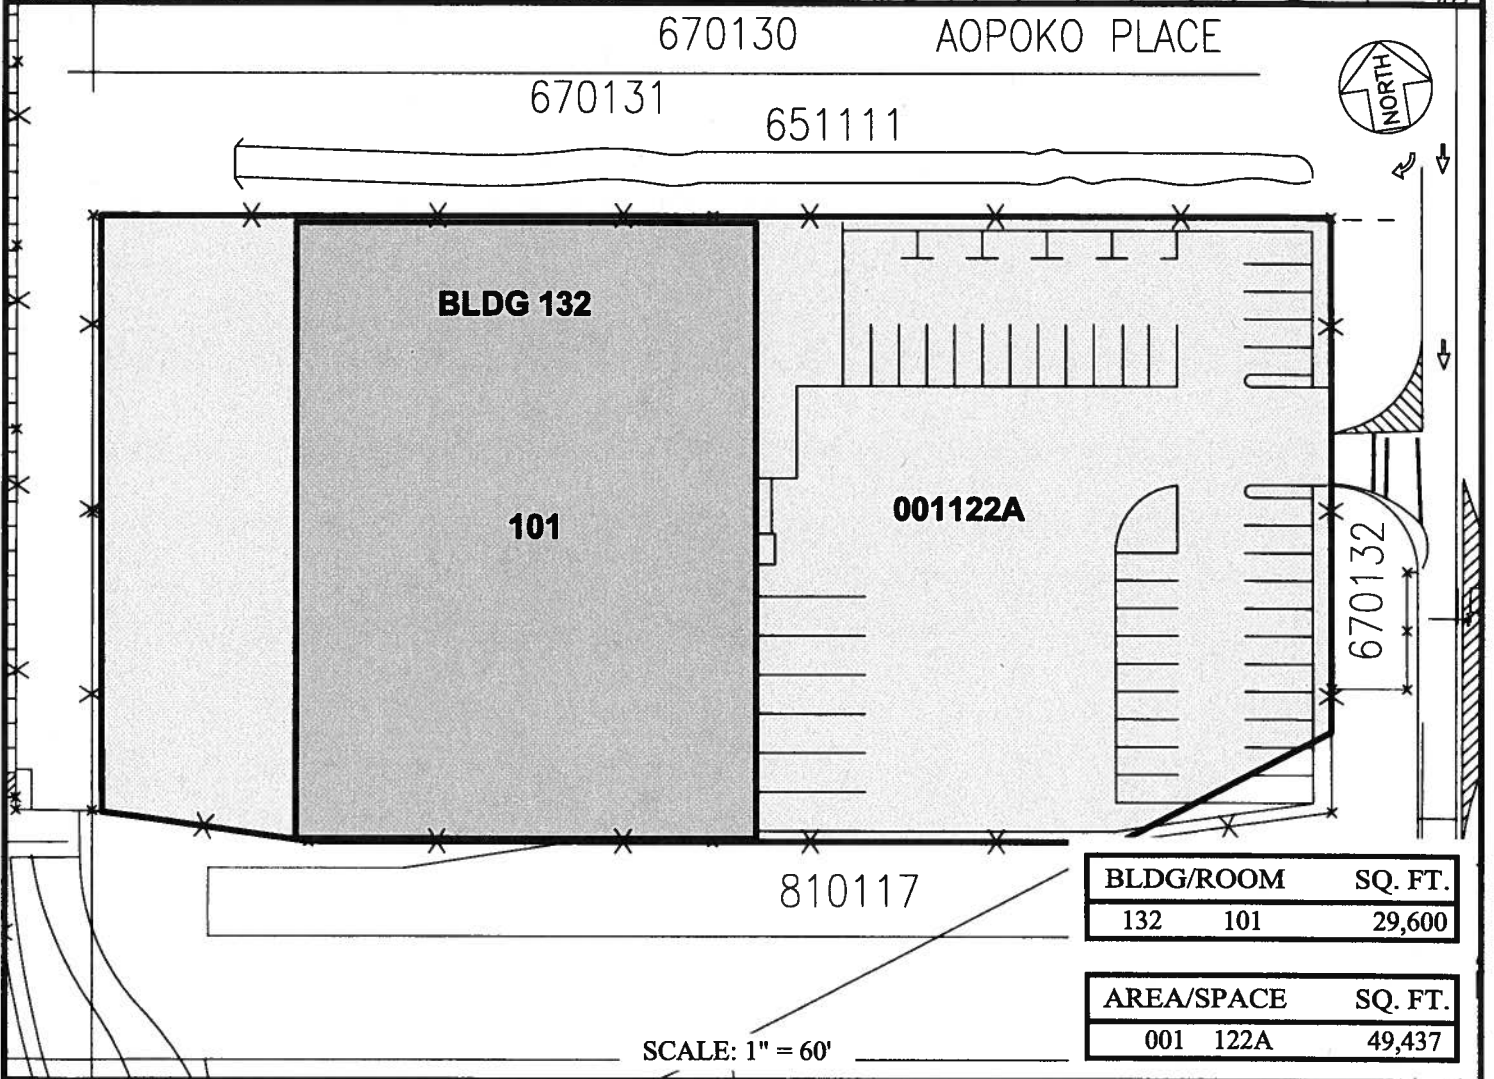 670130 AOPOKO PLACE
670131
651111
NORTH
BLDG 132
101
001122A
670132
810117
BLDG/ROOM SQ. FT.
132 101 29,600
AREA/SPACE SQ. FT.
001 122A 49,437
SCALE: 1" = 60'